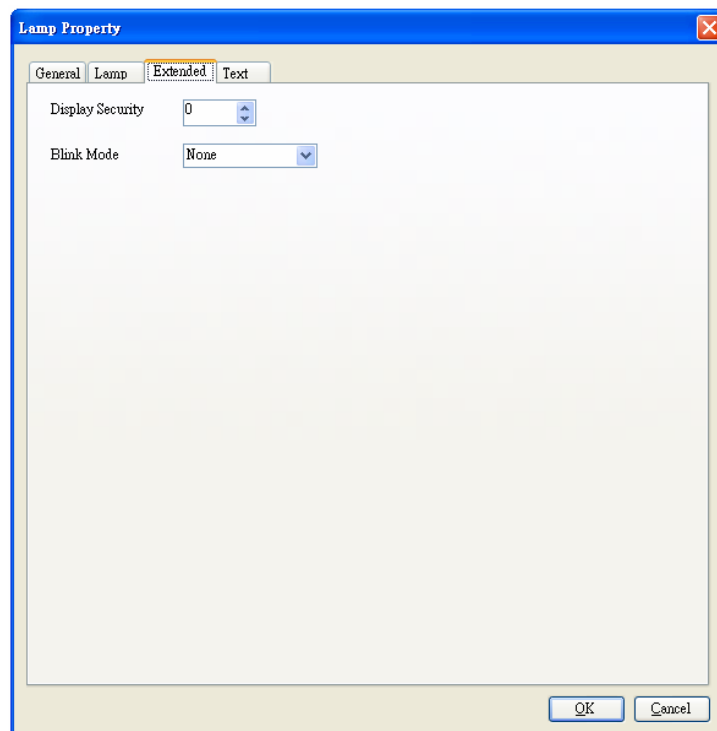 Lamp Property
General Lamp Extended Text
Display Security 0
Blink Mode None
OK Cancel